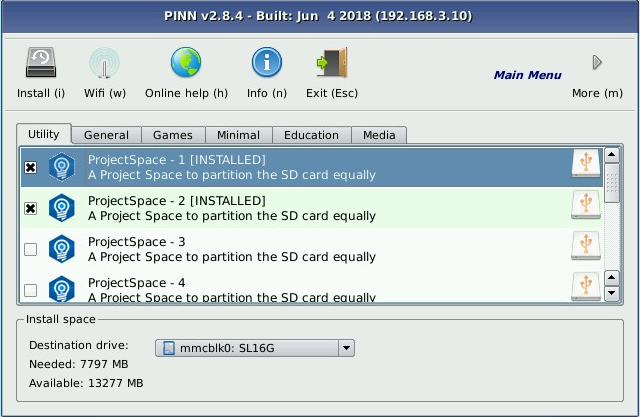 PINN v2.8.4 - Built: Jun  4 2018 (192.168.3.10)
Install (i)
Wifi (w)
Online help (h)
Info (n)
Exit (Esc)
Main Menu
More (m)
Utility
General
Games
Minimal
Education
Media
ProjectSpace - 1 [INSTALLED]
A Project Space to partition the SD card equally
ProjectSpace - 2 [INSTALLED]
A Project Space to partition the SD card equally
ProjectSpace - 3
A Project Space to partition the SD card equally
ProjectSpace - 4
A Project Space to partition the SD card equally
Install space
Destination drive:
mmcblk0: SL16G
Needed: 7797 MB
Available: 13277 MB